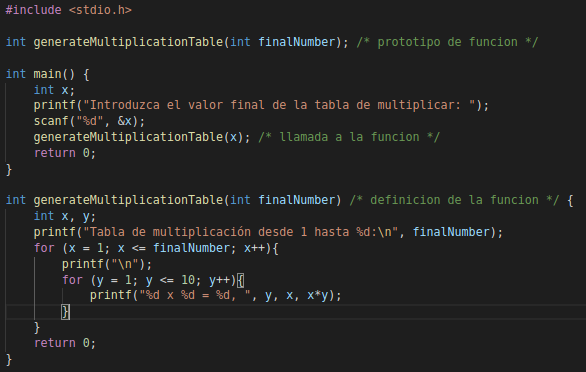 #include <stdio.h>
int generateMultiplicationTable(int finalNumber); /* prototipo de funcion */
int main() {
int x;
printf("Introduzca el valor final de la tabla de multiplicar: ");
scanf("%d", &x);
generateMultiplicationTable(x); /* llamada a la funcion */
return 0;
}
int generateMultiplicationTable(int finalNumber) /* definicion de la funcion */ {
int x, y;
printf("Tabla de multiplicación desde 1 hasta %d:\n", finalNumber);
for (x = 1; x <= finalNumber; x++){
printf("\n");
for (y = 1; y <= 10; y++){
printf("%d x %d = %d, ", y, x, x*y);
}
}
return 0;
}